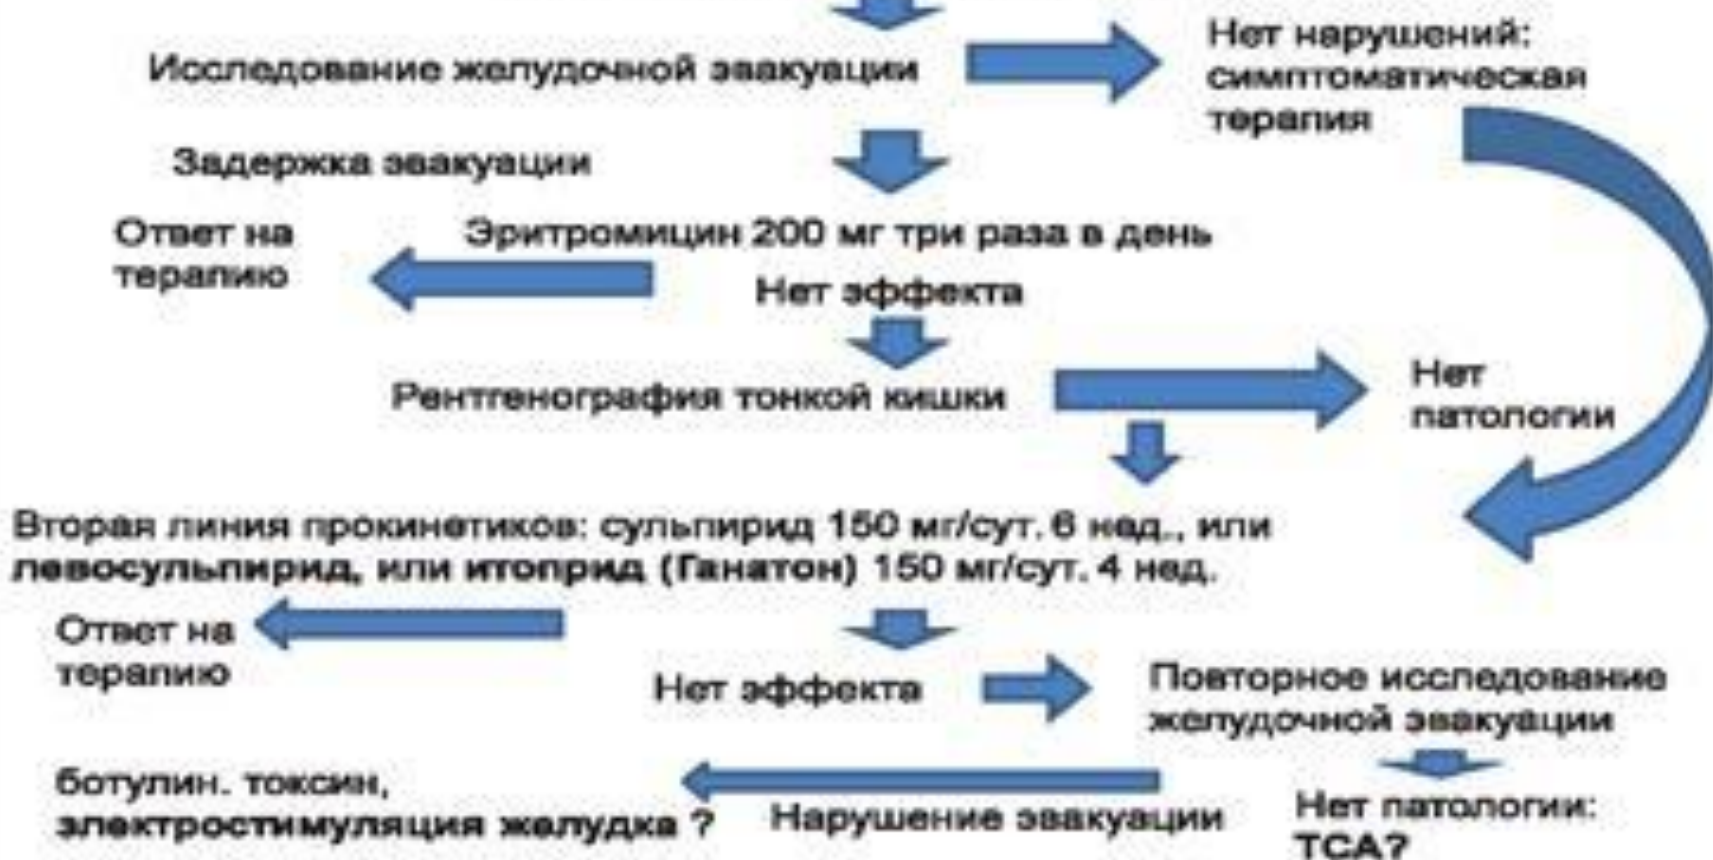 Исследование желудочной эвакуации
Нет нарушений:
симптоматическая
терапия
Задержка эвакуации
Ответ на
терапию
Эритромицин 200 мг три раза в день
Нет эффекта
Рентгенография тонкой кишки
Нет
патологии
Вторая линия прокинетиков: сульпирид 150 мг/сут. 6 нед., или
левосульпирид, или итоприд (Ганатон) 150 мг/сут. 4 нед.
Ответ на
терапию
Нет эффекта
Повторное исследование
желудочной эвакуации
ботулин. токсин,
электростимуляция желудка ?
Нарушение эвакуации
Нет патологии:
ТСА?